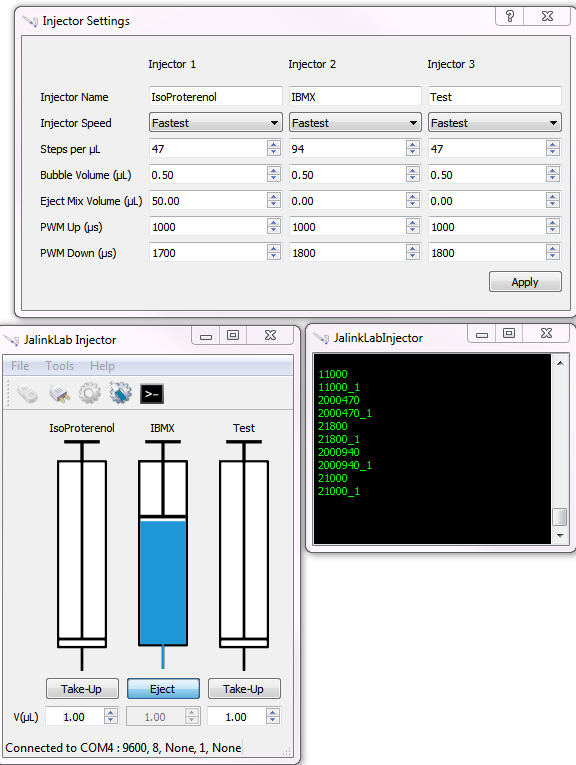 Injector Settings
Injector 1 Injector 2 Injector 3
Injector Name IsoProterenol IBMX Test
Injector Speed Fastest Fastest Fastest
Steps per µL 47 94 47
Bubble Volume (µL) 0.50 0.50 0.50
Eject Mix Volume (µL) 50.00 0.00 0.00
PWM Up (µs) 1000 1000 1000
PWM Down (µs) 1700 1800 1800
Apply
JalinkLab Injector
File Tools Help
>-
IsoProterenol IBMX Test
Take-Up Eject Take-Up
V(µL) 1.00 1.00 1.00
Connected to COM4 : 9600, 8, None, 1, None
JalinkLabInjector
11000
11000_1
2000470
2000470_1
21800
21800_1
2000940
2000940_1
21000
21000_1